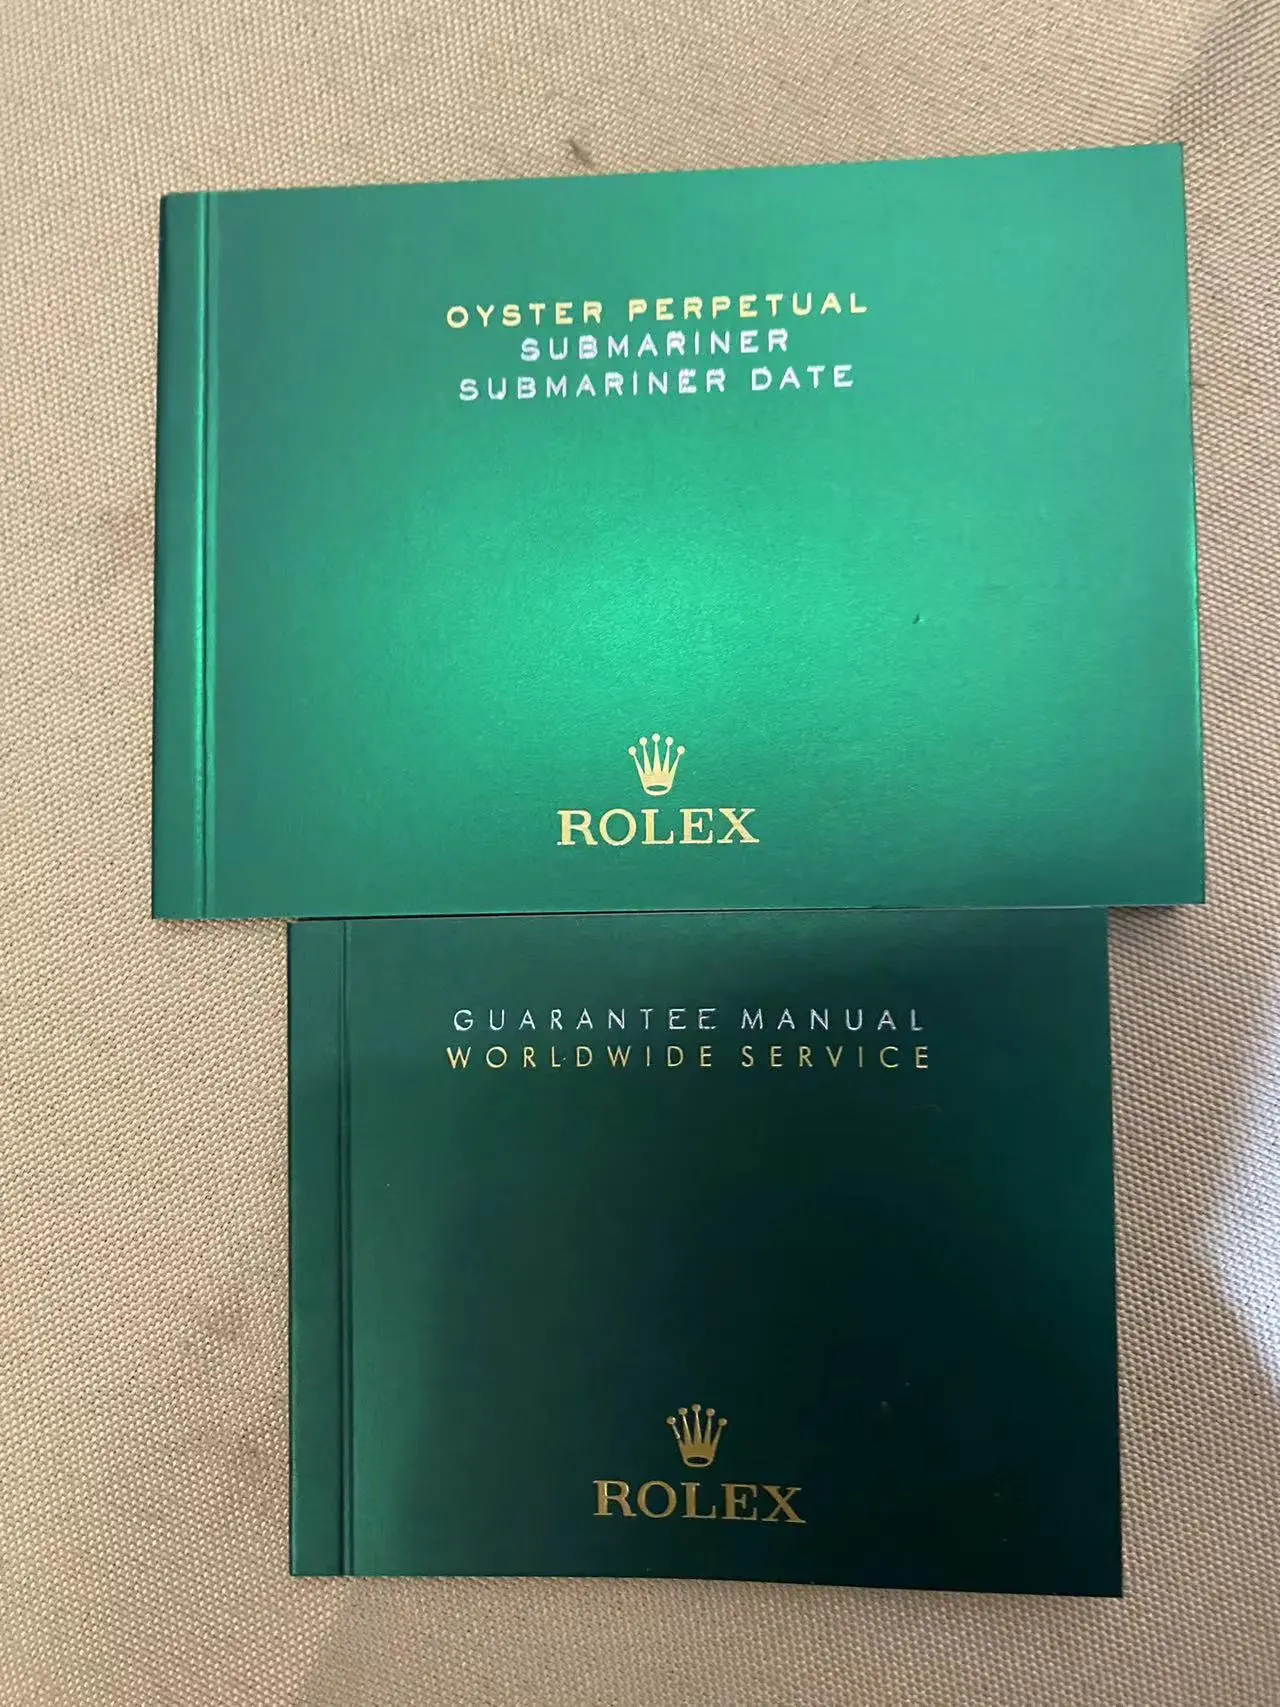 OYSTER PERPETUAL
SUBMARINER
SUBMARINER DATE
ROLEX
GUARANTEE MANUAL
WORLDWIDE SERVICE
ROLEX